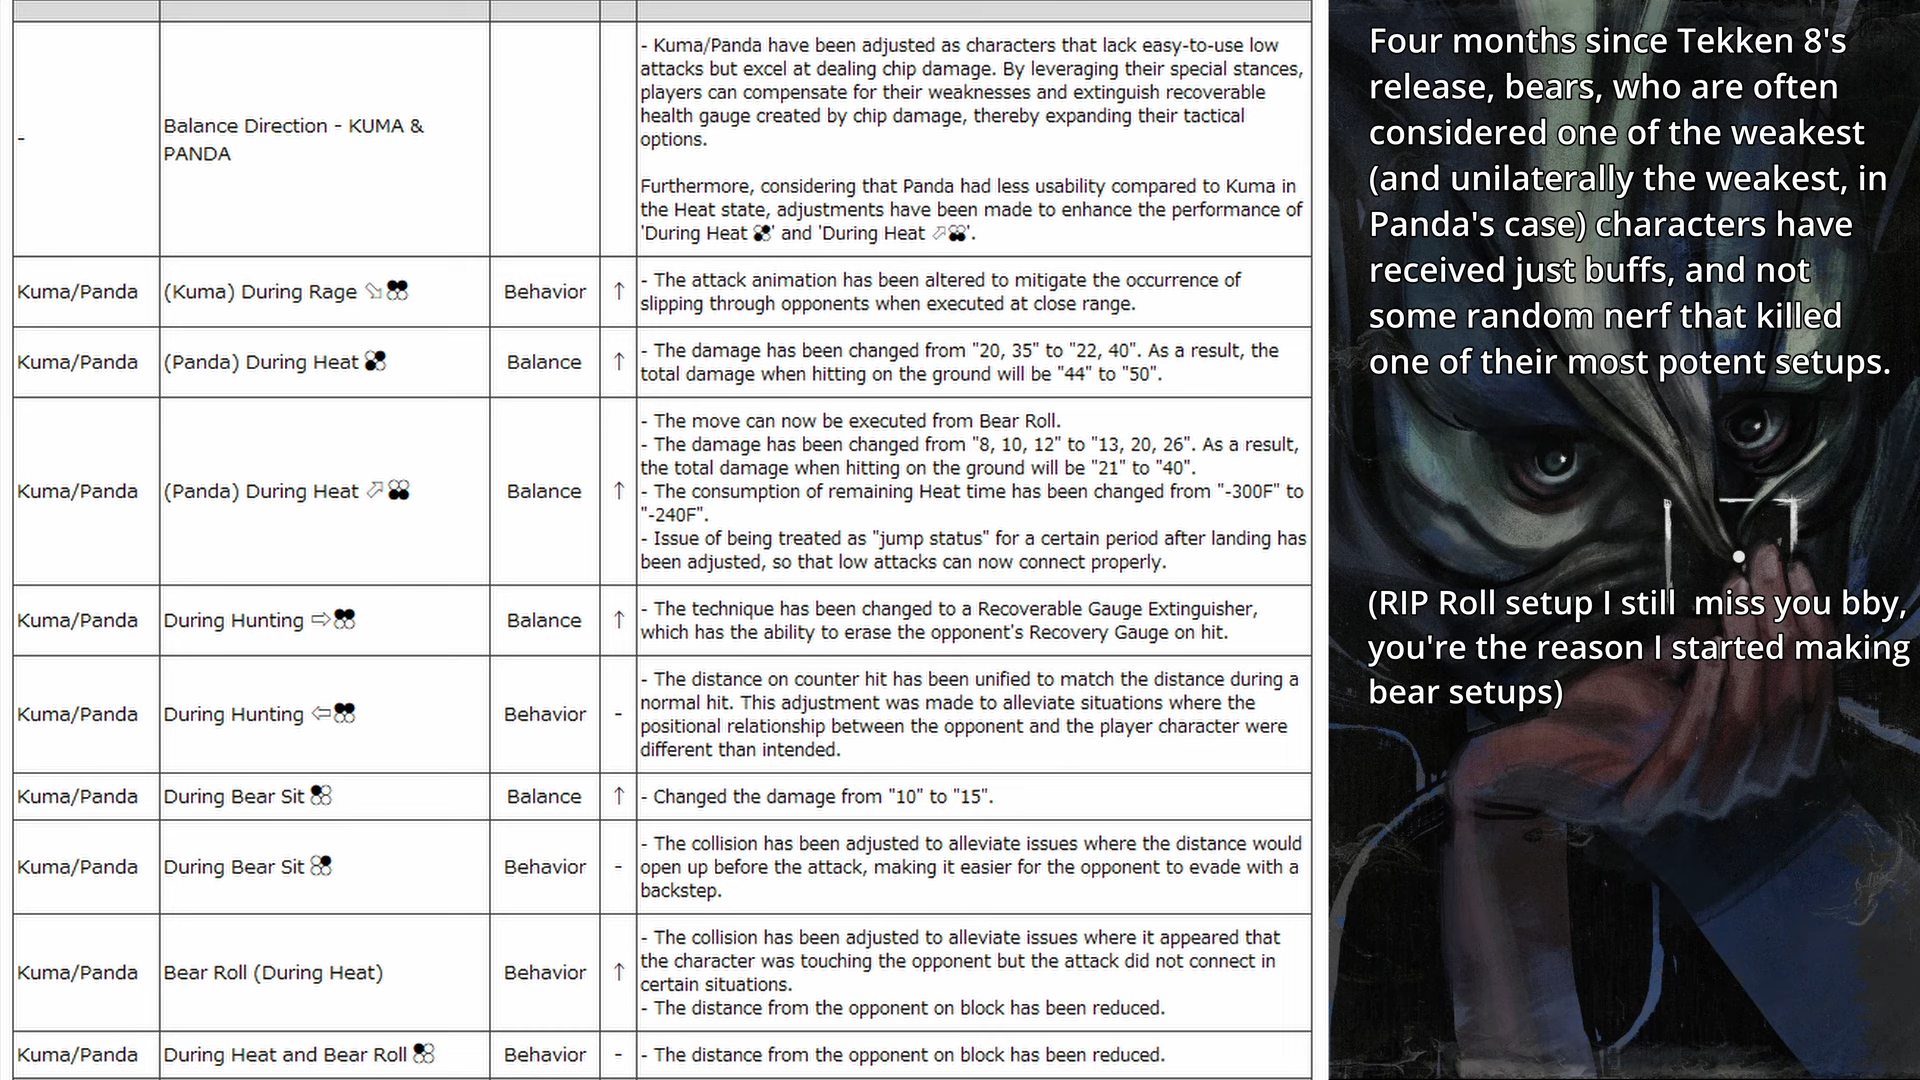 -
Balance Direction - KUMA &
PANDA
- Kuma/Panda have been adjusted as characters that lack easy-to-use low
attacks but excel at dealing chip damage. By leveraging their special stances,
players can compensate for their weaknesses and extinguish recoverable
health gauge created by chip damage, thereby expanding their tactical
options.
Furthermore, considering that Panda had less usability compared to Kuma in
the Heat state, adjustments have been made to enhance the performance of
'During Heat ' and 'During Heat ⬀'.
Kuma/Panda
(Kuma) During Rage ⬂
Behavior
↑
- The attack animation has been altered to mitigate the occurrence of
slipping through opponents when executed at close range.
Kuma/Panda
(Panda) During Heat
Balance
↑
- The damage has been changed from "20, 35" to "22, 40". As a result, the
total damage when hitting on the ground will be "44" to "50".
Kuma/Panda
(Panda) During Heat ⬀
Balance
↑
- The move can now be executed from Bear Roll.
- The damage has been changed from "8, 10, 12" to "13, 20, 26". As a result,
the total damage when hitting on the ground will be "21" to "40".
- The consumption of remaining Heat time has been changed from "-300F" to
"-240F".
- Issue of being treated as "jump status" for a certain period after landing has
been adjusted, so that low attacks can now connect properly.
Kuma/Panda
During Hunting ⇨
Balance
↑
- The technique has been changed to a Recoverable Gauge Extinguisher,
which has the ability to erase the opponent's Recovery Gauge on hit.
Kuma/Panda
During Hunting ⇦
Behavior
-
- The distance on counter hit has been unified to match the distance during a
normal hit. This adjustment was made to alleviate situations where the
positional relationship between the opponent and the player character were
different than intended.
Kuma/Panda
During Bear Sit
Balance
↑
- Changed the damage from "10" to "15".
Kuma/Panda
During Bear Sit
Behavior
-
- The collision has been adjusted to alleviate issues where the distance would
open up before the attack, making it easier for the opponent to evade with a
backstep.
Kuma/Panda
Bear Roll (During Heat)
Behavior
↑
- The collision has been adjusted to alleviate issues where it appeared that
the character was touching the opponent but the attack did not connect in
certain situations.
- The distance from the opponent on block has been reduced.
Kuma/Panda
During Heat and Bear Roll
Behavior
-
- The distance from the opponent on block has been reduced.
Four months since Tekken 8's
release, bears, who are often
considered one of the weakest
(and unilaterally the weakest, in
Panda's case) characters have
received just buffs, and not
some random nerf that killed
one of their most potent setups.
(RIP Roll setup I still  miss you bby,
you're the reason I started making
bear setups)